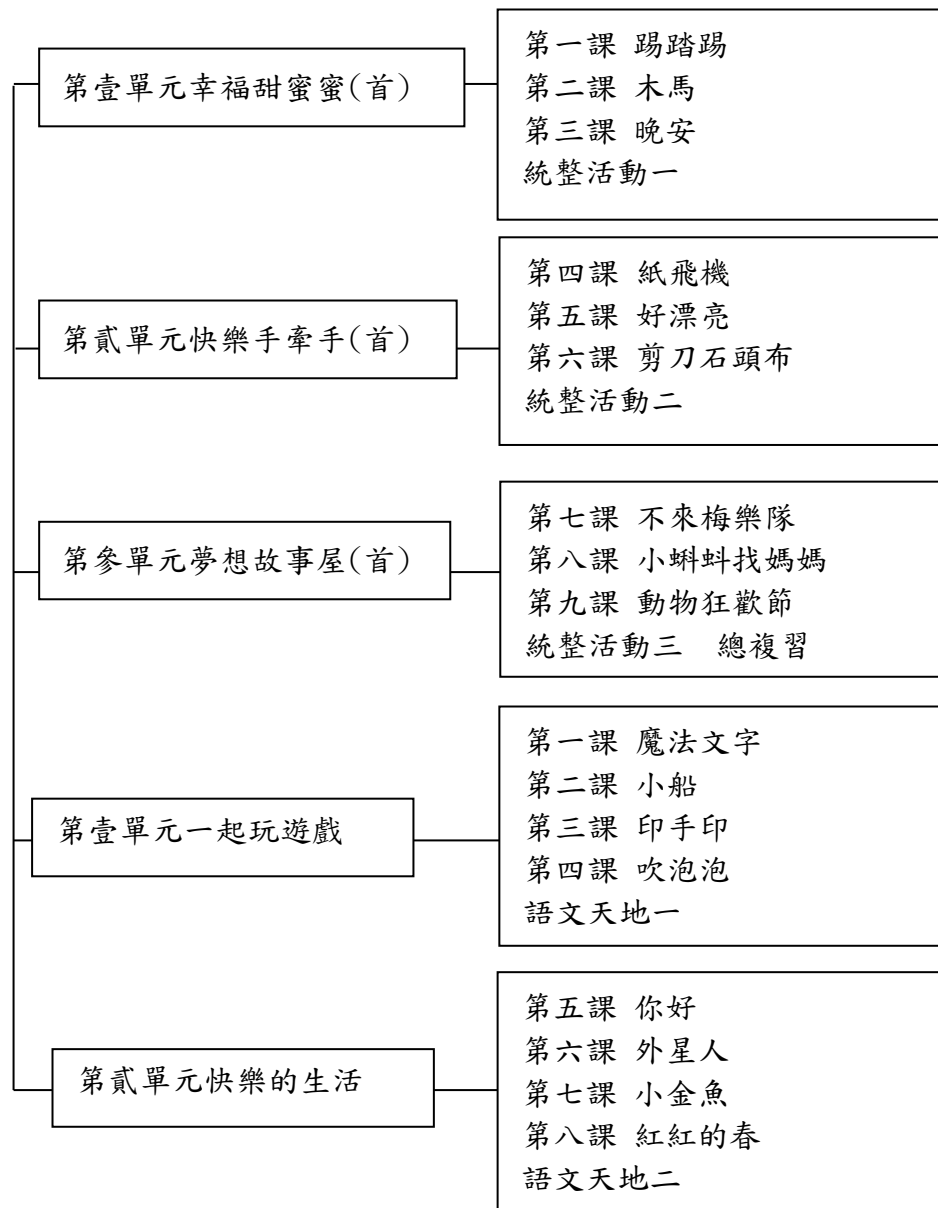 第壹單元幸福甜蜜蜜(首)
第一課 踢踏踢
第二課 木馬
第三課 晚安
統整活動一
第貳單元快樂手牽手(首)
第四課 紙飛機
第五課 好漂亮
第六課 剪刀石頭布
統整活動二
第參單元夢想故事屋(首)
第七課 不來梅樂隊
第八課 小蝌蚪找媽媽
第九課 動物狂歡節
統整活動三 總複習
第壹單元一起玩遊戲
第一課 魔法文字
第二課 小船
第三課 印手印
第四課 吹泡泡
語文天地一
第貳單元快樂的生活
第五課 你好
第六課 外星人
第七課 小金魚
第八課 紅紅的春
語文天地二